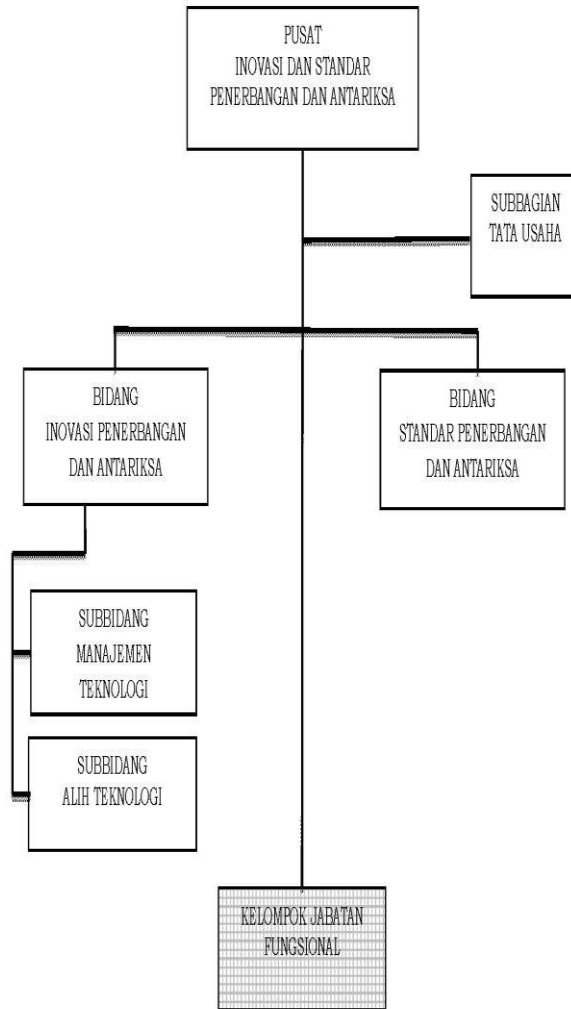 PUSAT
INOVASI DAN STANDAR
PENERBANGAN DAN ANTARIKSA
SUBBAGIAN
TATA USAHA
BIDANG
INOVASI PENERBANGAN
DAN ANTARIKSA
BIDANG
STANDAR PENERBANGAN
DAN ANTARIKSA
SUBBIDANG
MANAJEMEN
TEKNOLOGI
SUBBIDANG
ALIH TEKNOLOGI
KELOMPOK JABATAN
FUNGSIONAL